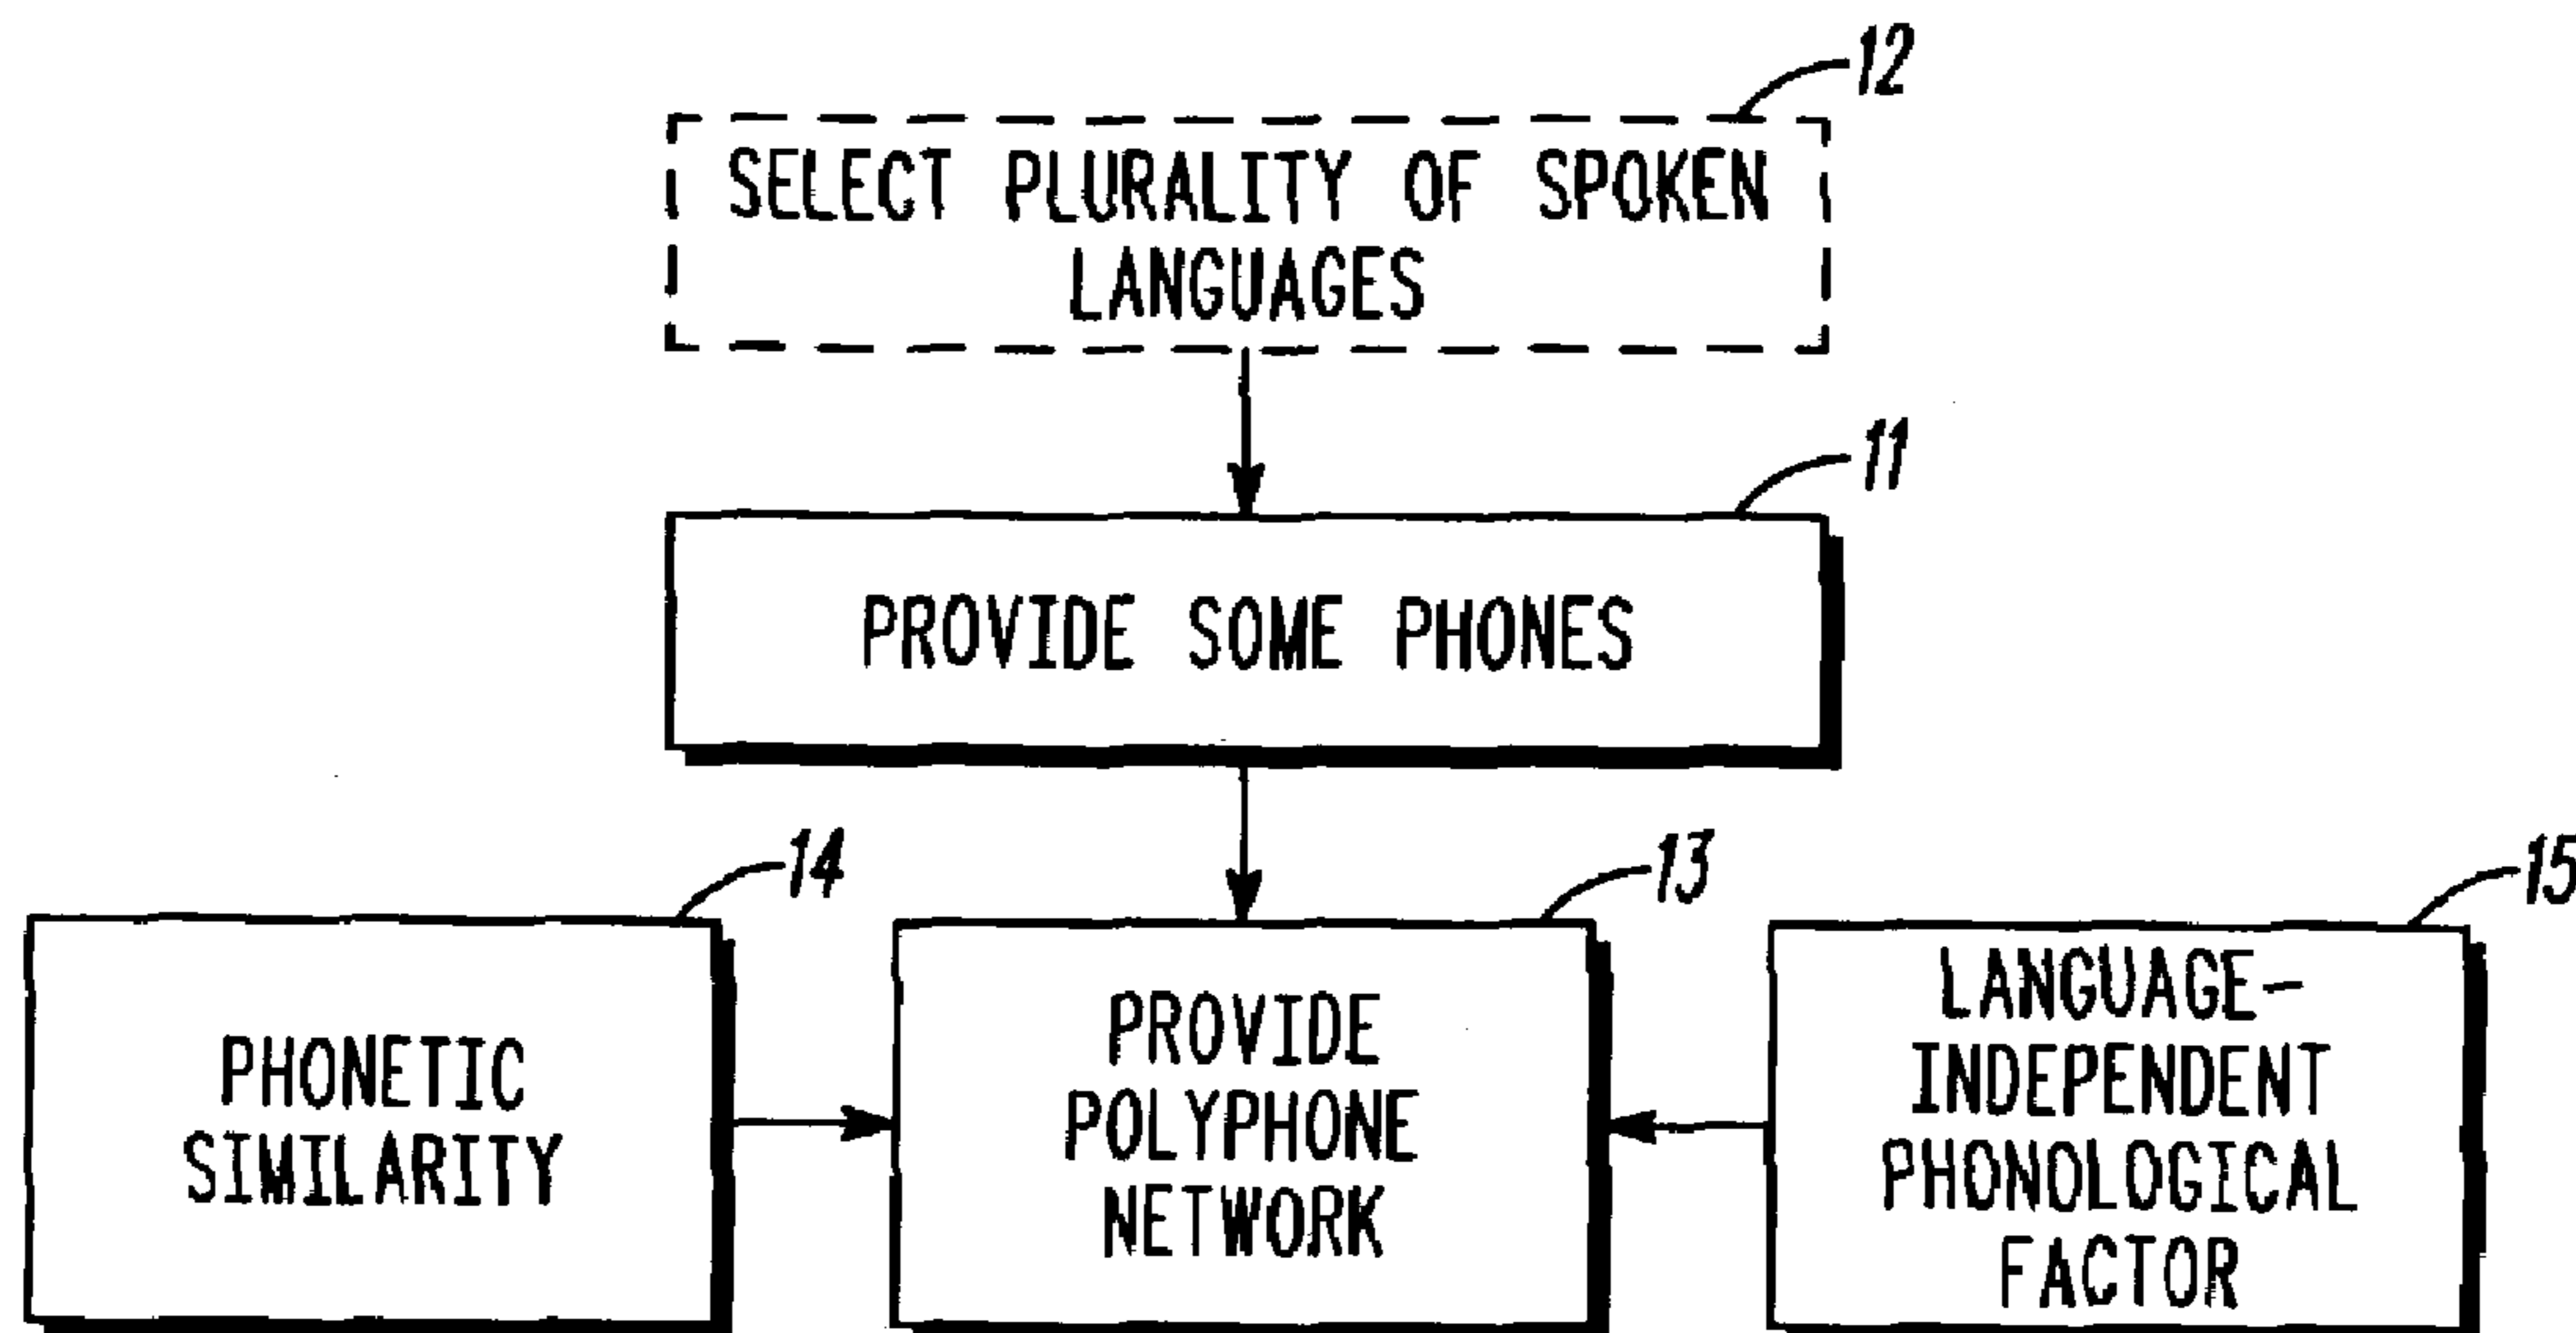 12
SELECT PLURALITY OF SPOKEN
LANGUAGES
11
PROVIDE SOME PHONES
14
PHONETIC
SIMILARITY
13
PROVIDE
POLYPHONE
NETWORK
15
LANGUAGE-
INDEPENDENT
PHONOLOGICAL
FACTOR